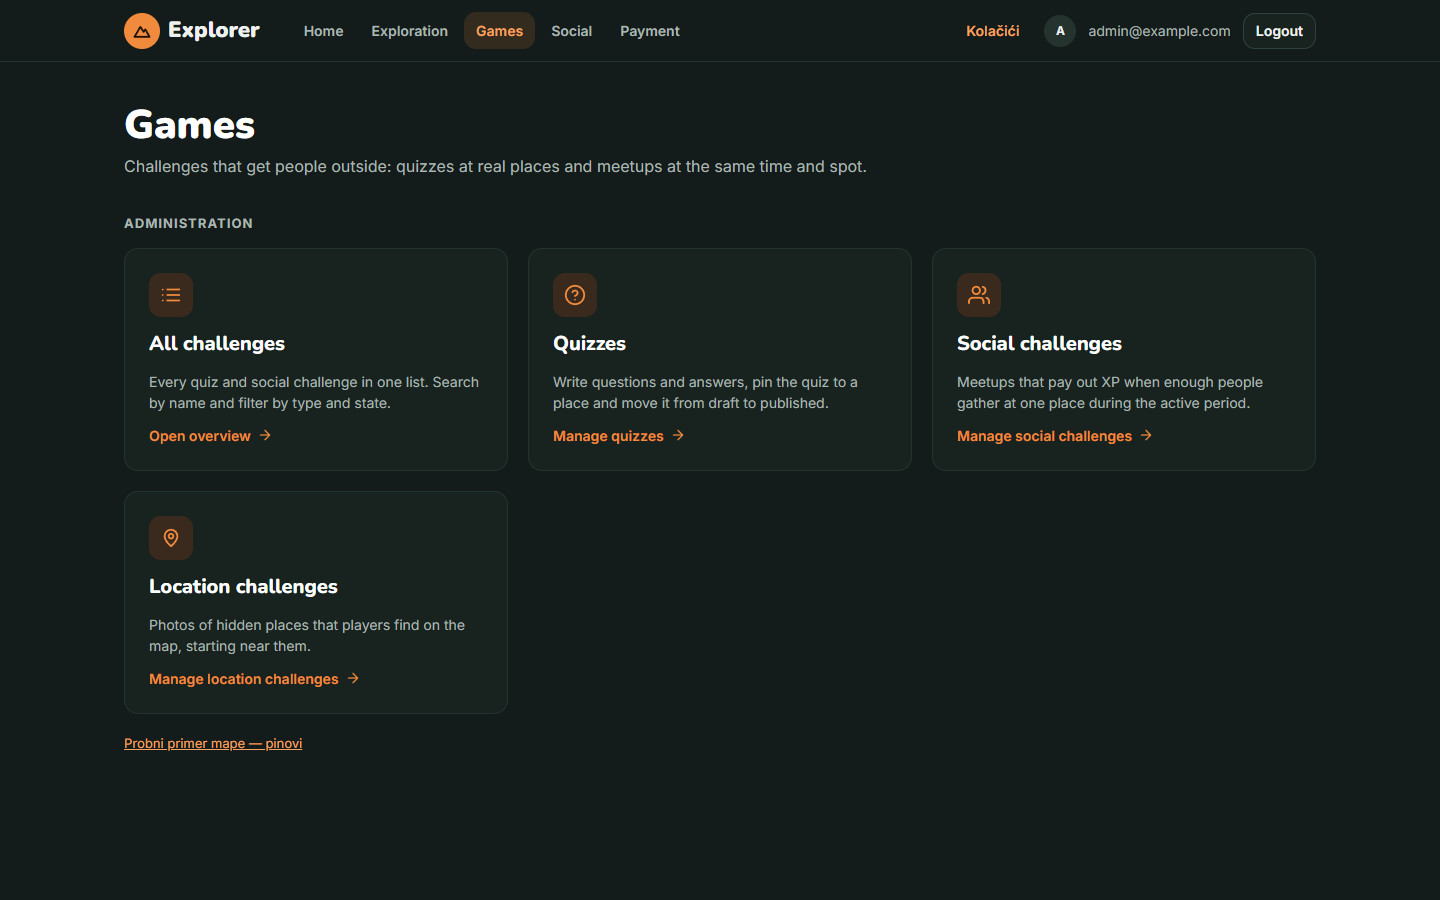 Explorer
Home
Exploration
Games
Social
Payment
Kolačići
A
admin@example.com
Logout
Games
Challenges that get people outside: quizzes at real places and meetups at the same time and spot.
ADMINISTRATION
All challenges
Every quiz and social challenge in one list. Search
by name and filter by type and state.
Open overview →
Quizzes
Write questions and answers, pin the quiz to a
place and move it from draft to published.
Manage quizzes →
Social challenges
Meetups that pay out XP when enough people
gather at one place during the active period.
Manage social challenges →
Location challenges
Photos of hidden places that players find on the
map, starting near them.
Manage location challenges →
Probni primer mape — pinovi